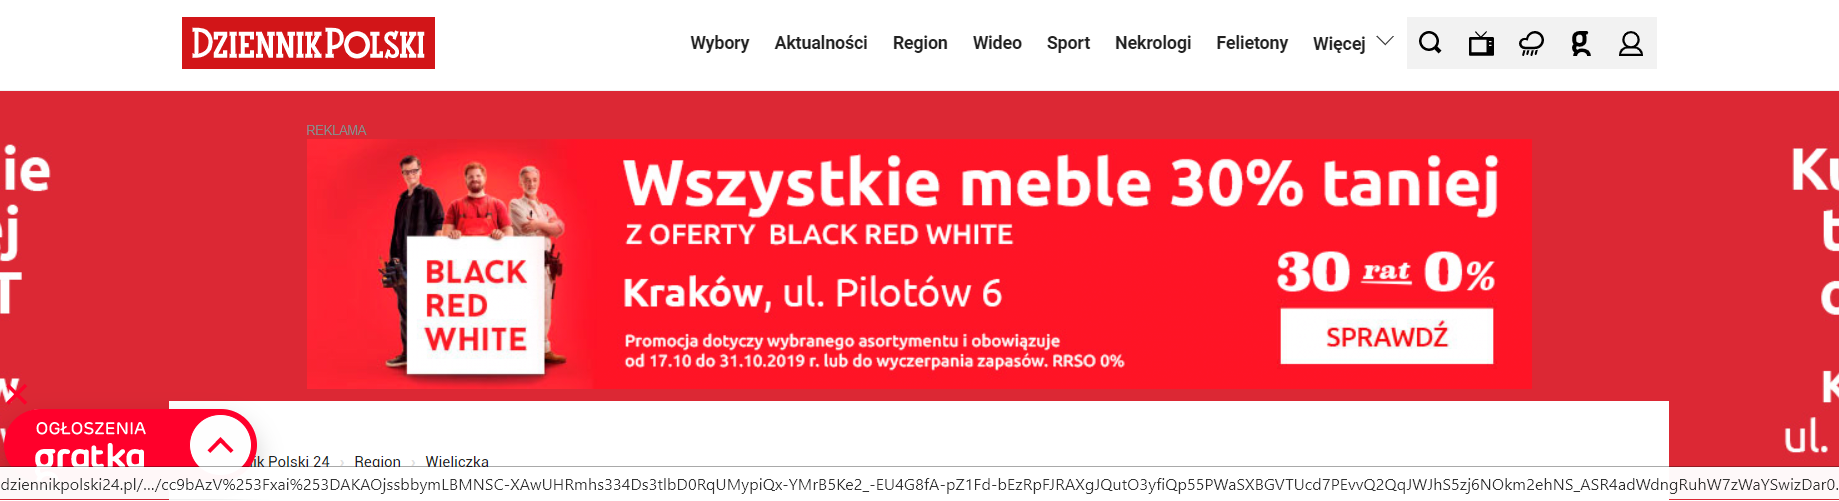 DZIENNIK POLSKI
Wybory Aktualności Region Wideo Sport Nekrologi Felietony Więcej
REKLAMA
Wszystkie meble 30% taniej
Z OFERTY BLACK RED WHITE
Kraków, ul. Pilotów 6
30 rat 0%
SPRAWDŹ
Promocja dotyczy wybranego asortymentu i obowiązuje
od 17.10 do 31.10.2019 r. lub do wyczerpania zapasów. RRSO 0%
BLACK
RED
WHITE
ie
ej
T
w
Ku
t
K
ul.
OGŁOSZENIA
gratka
nik Polski 24 › Region › Wieliczka
dziennikpolski24.pl/.../cc9bAzV%253Fxai%253DAKAOjssbbymLBMNSC-XAwUHRmhs334Ds3tlbD0RqUMypiQx-YMrB5Ke2_-EU4G8fA-pZ1Fd-bEzRpFJRAXgJQutO3yfiQp55PWaSXBGVTUcd7PEvvQ2QqJWJhS5zj6NOkm2ehNS_ASR4adWdngRuhW7zWaYSwizDar0.